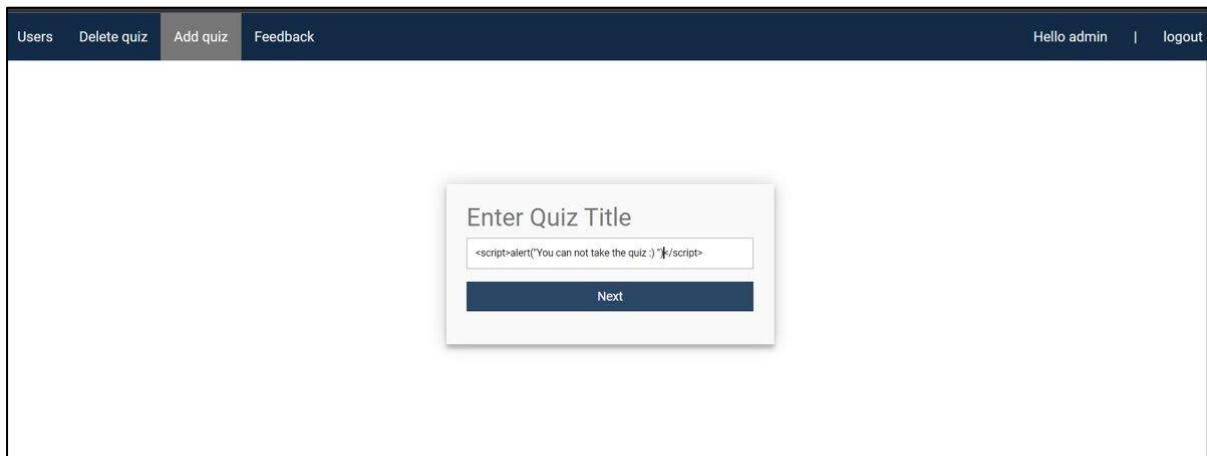 Users Delete quiz Add quiz Feedback Hello admin | logout
Enter Quiz Title
<script>alert("You can not take the quiz :) ")</script>
Next